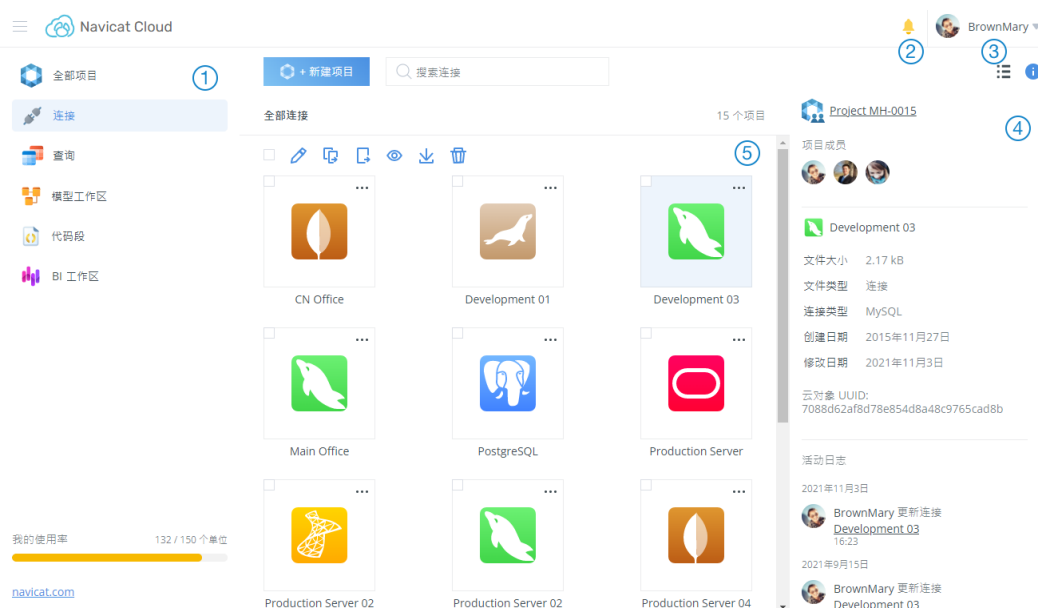 Navicat Cloud
2
BrownMary
3
全部项目
1
连接
查询
模型工作区
代码段
BI 工作区
我的使用率
132 / 150 个单位
navicat.com
+ 新建项目
搜索连接
全部连接
15 个项目
5
CN Office
Development 01
Development 03
Main Office
PostgreSQL
Production Server
Production Server 02
Production Server 02
Production Server 04
Project MH-0015
4
项目成员
Development 03
文件大小 2.17 kB
文件类型 连接
连接类型 MySQL
创建日期 2015年11月27日
修改日期 2021年11月3日
云对象 UUID:
7088d62af8d78e854d8a48c9765cad8b
活动日志
2021年11月3日
BrownMary 更新连接
Development 03
16:23
2021年9月15日
BrownMary 更新连接
Development 03